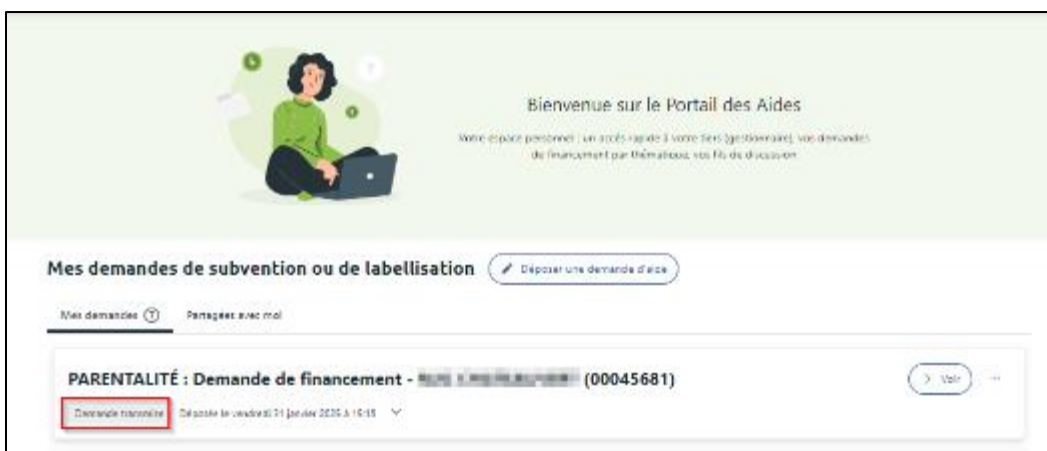 Bienvenue sur le Portail des Aides
Votre espace personnel : un accès rapide à votre tiers (gestionnaire), vos demandes
de financement par thématique, vos fils de discussion
Mes demandes de subvention ou de labellisation
Déposer une demande d'aide
Mes demandes ?
Partagées avec moi
PARENTALITÉ : Demande de financement - (00045681)
Voir
Demande transmise
Déposée le vendredi 31 janvier 2025 à